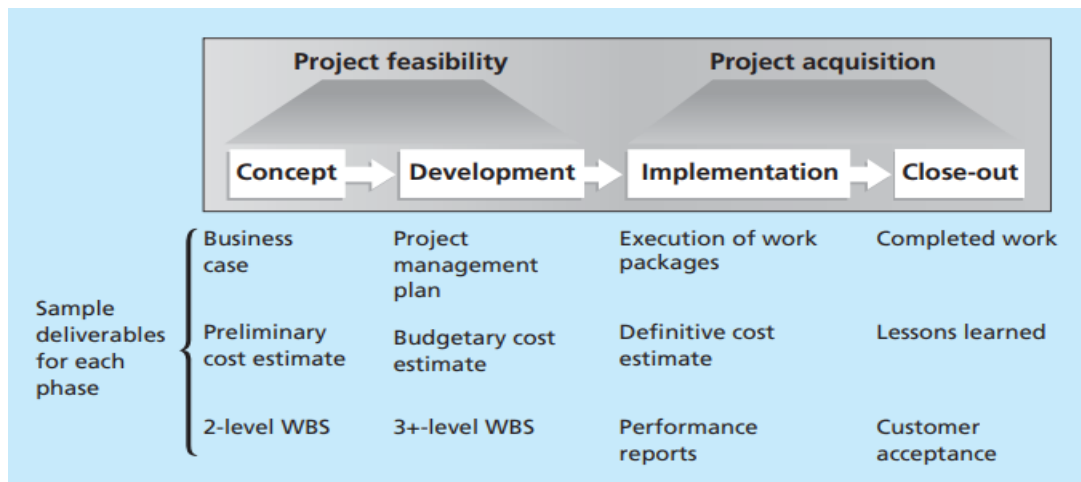 Project feasibility
Project acquisition
Concept
Development
Implementation
Close-out
Sample
deliverables
for each
phase
Business
case
Project
management
plan
Execution of work
packages
Completed work
Preliminary
cost estimate
Budgetary cost
estimate
Definitive cost
estimate
Lessons learned
2-level WBS
3+-level WBS
Performance
reports
Customer
acceptance